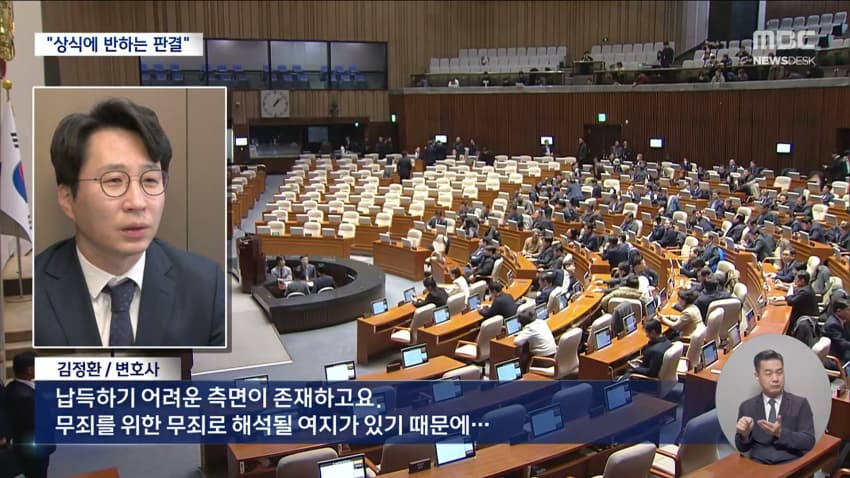 "상식에 반하는 판결"
MBC
NEWSDESK
김정환 / 변호사
납득하기 어려운 측면이 존재하고요.
무죄를 위한 무죄로 해석될 여지가 있기 때문에…